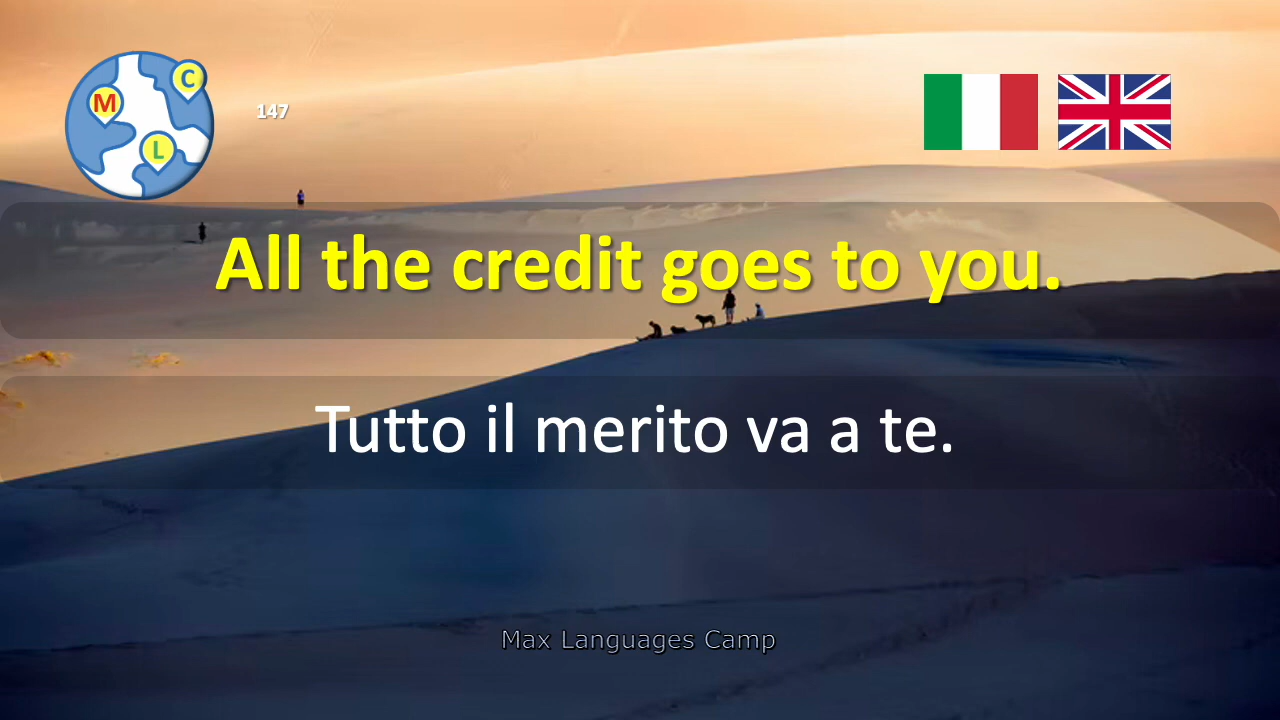 C
M
L
147
All the credit goes to you.
Tutto il merito va a te.
Max Languages Camp